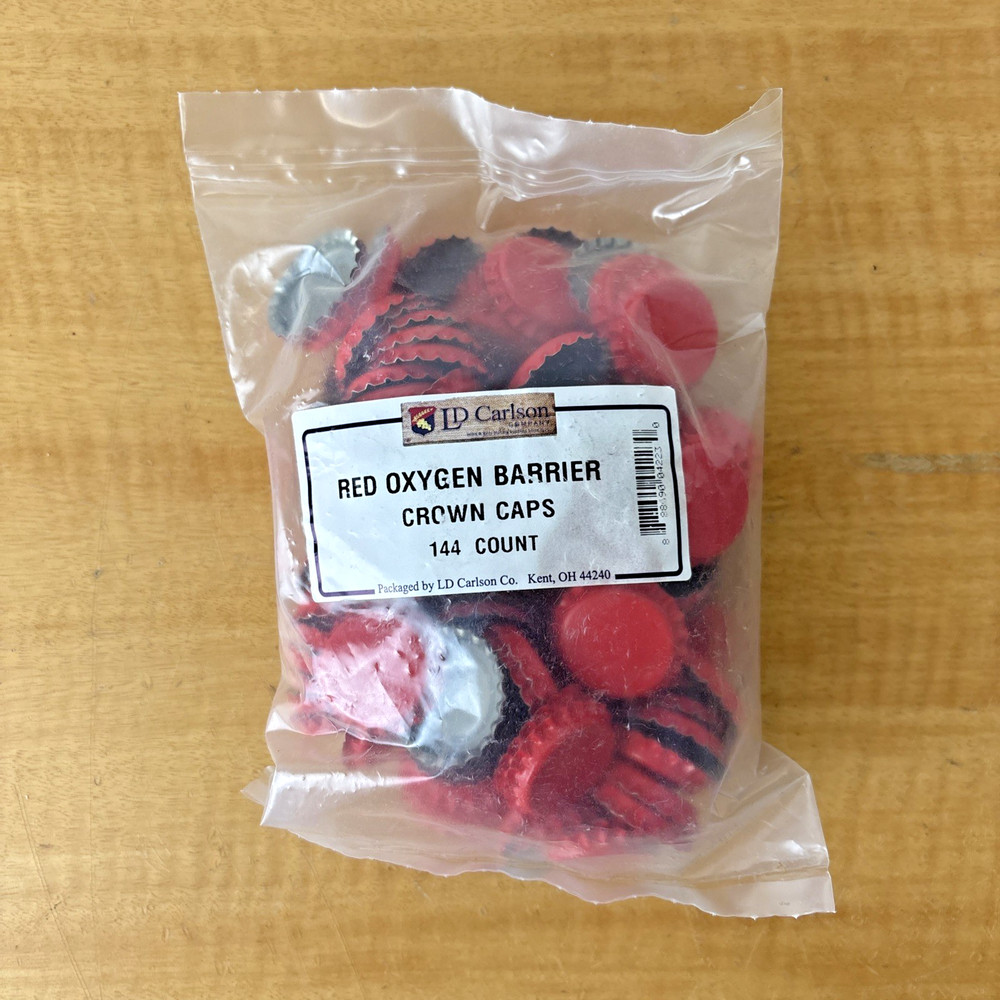 LD Carlson
COMPANY
RED OXYGEN BARRIER
CROWN CAPS
144 COUNT
Packaged by LD Carlson Co. Kent, OH 44240